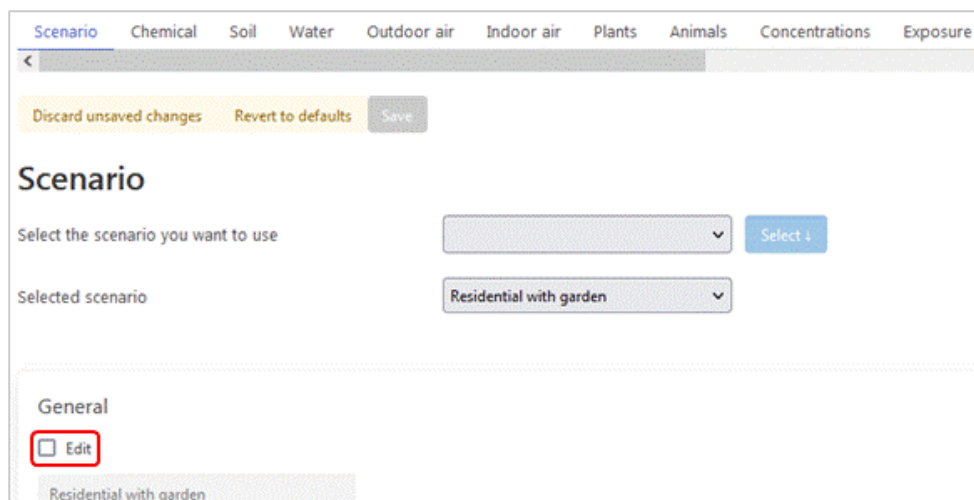 Scenario Chemical Soil Water Outdoor air Indoor air Plants Animals Concentrations Exposure
Discard unsaved changes Revert to defaults Save
Scenario
Select the scenario you want to use Select ↓
Selected scenario Residential with garden
General
Edit
Residential with garden